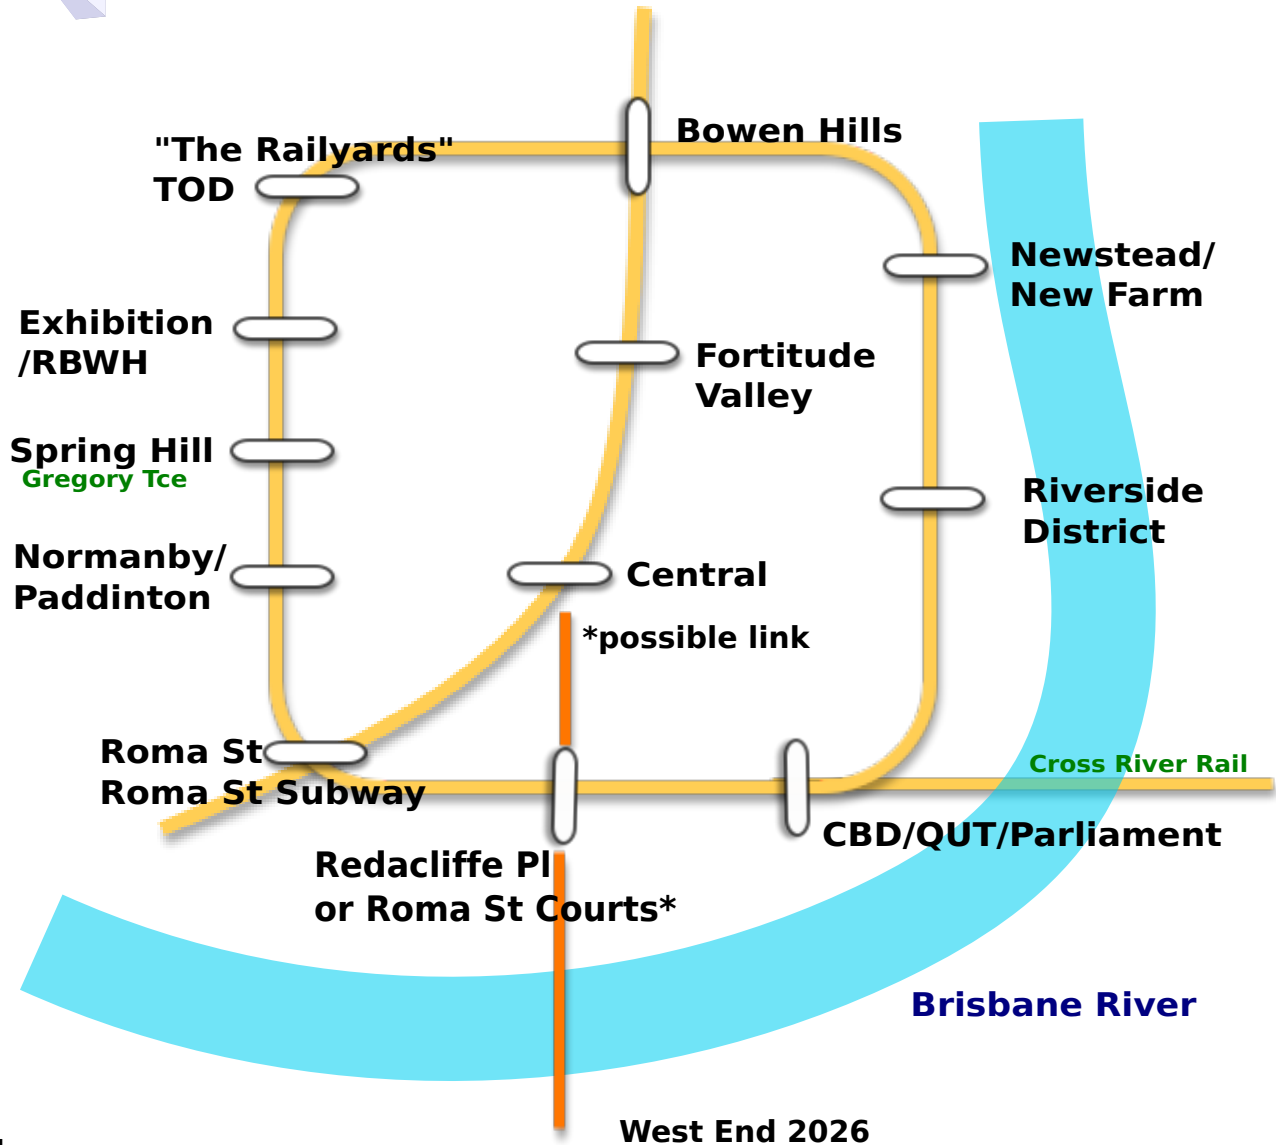 Bowen Hills
"The Railyards"
TOD
Newstead/
New Farm
Exhibition
/RBWH
Fortitude
Valley
Spring Hill
Gregory Tce
Riverside
District
Normanby/
Paddinton
Central
*possible link
Roma St
Roma St Subway
Cross River Rail
CBD/QUT/Parliament
Redacliffe Pl
or Roma St Courts*
Brisbane River
West End 2026